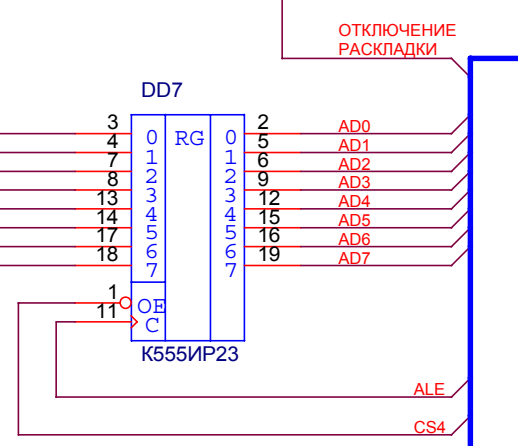 ОТКЛЮЧЕНИЕ
РАСКЛАДКИ
DD7
3 0 RG 0 2 AD0
4 1 1 5 AD1
7 2 2 6 AD2
8 3 3 9 AD3
13 4 4 12 AD4
14 5 5 15 AD5
17 6 6 16 AD6
18 7 7 19 AD7
1 OE
11 C
К555ИР23
ALE
CS4